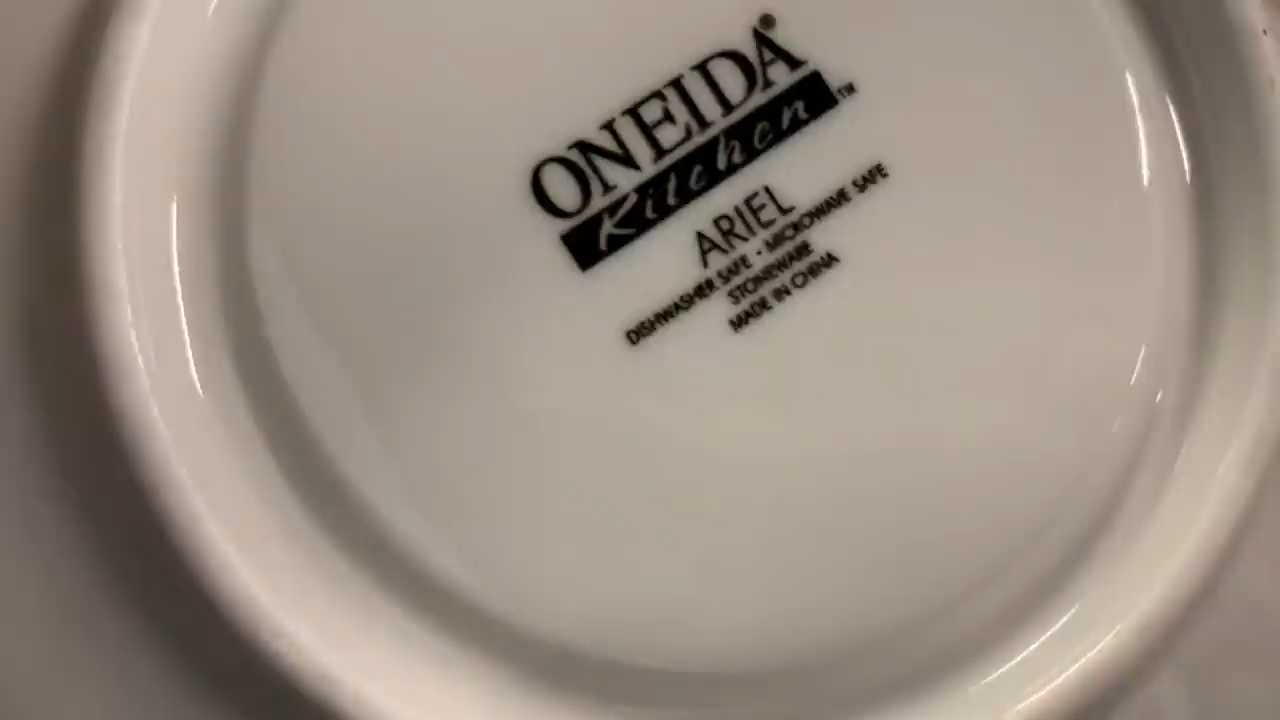 ONEIDA®
Kitchen™
ARIEL
DISHWASHER SAFE · MICROWAVE SAFE
STONEWARE
MADE IN CHINA